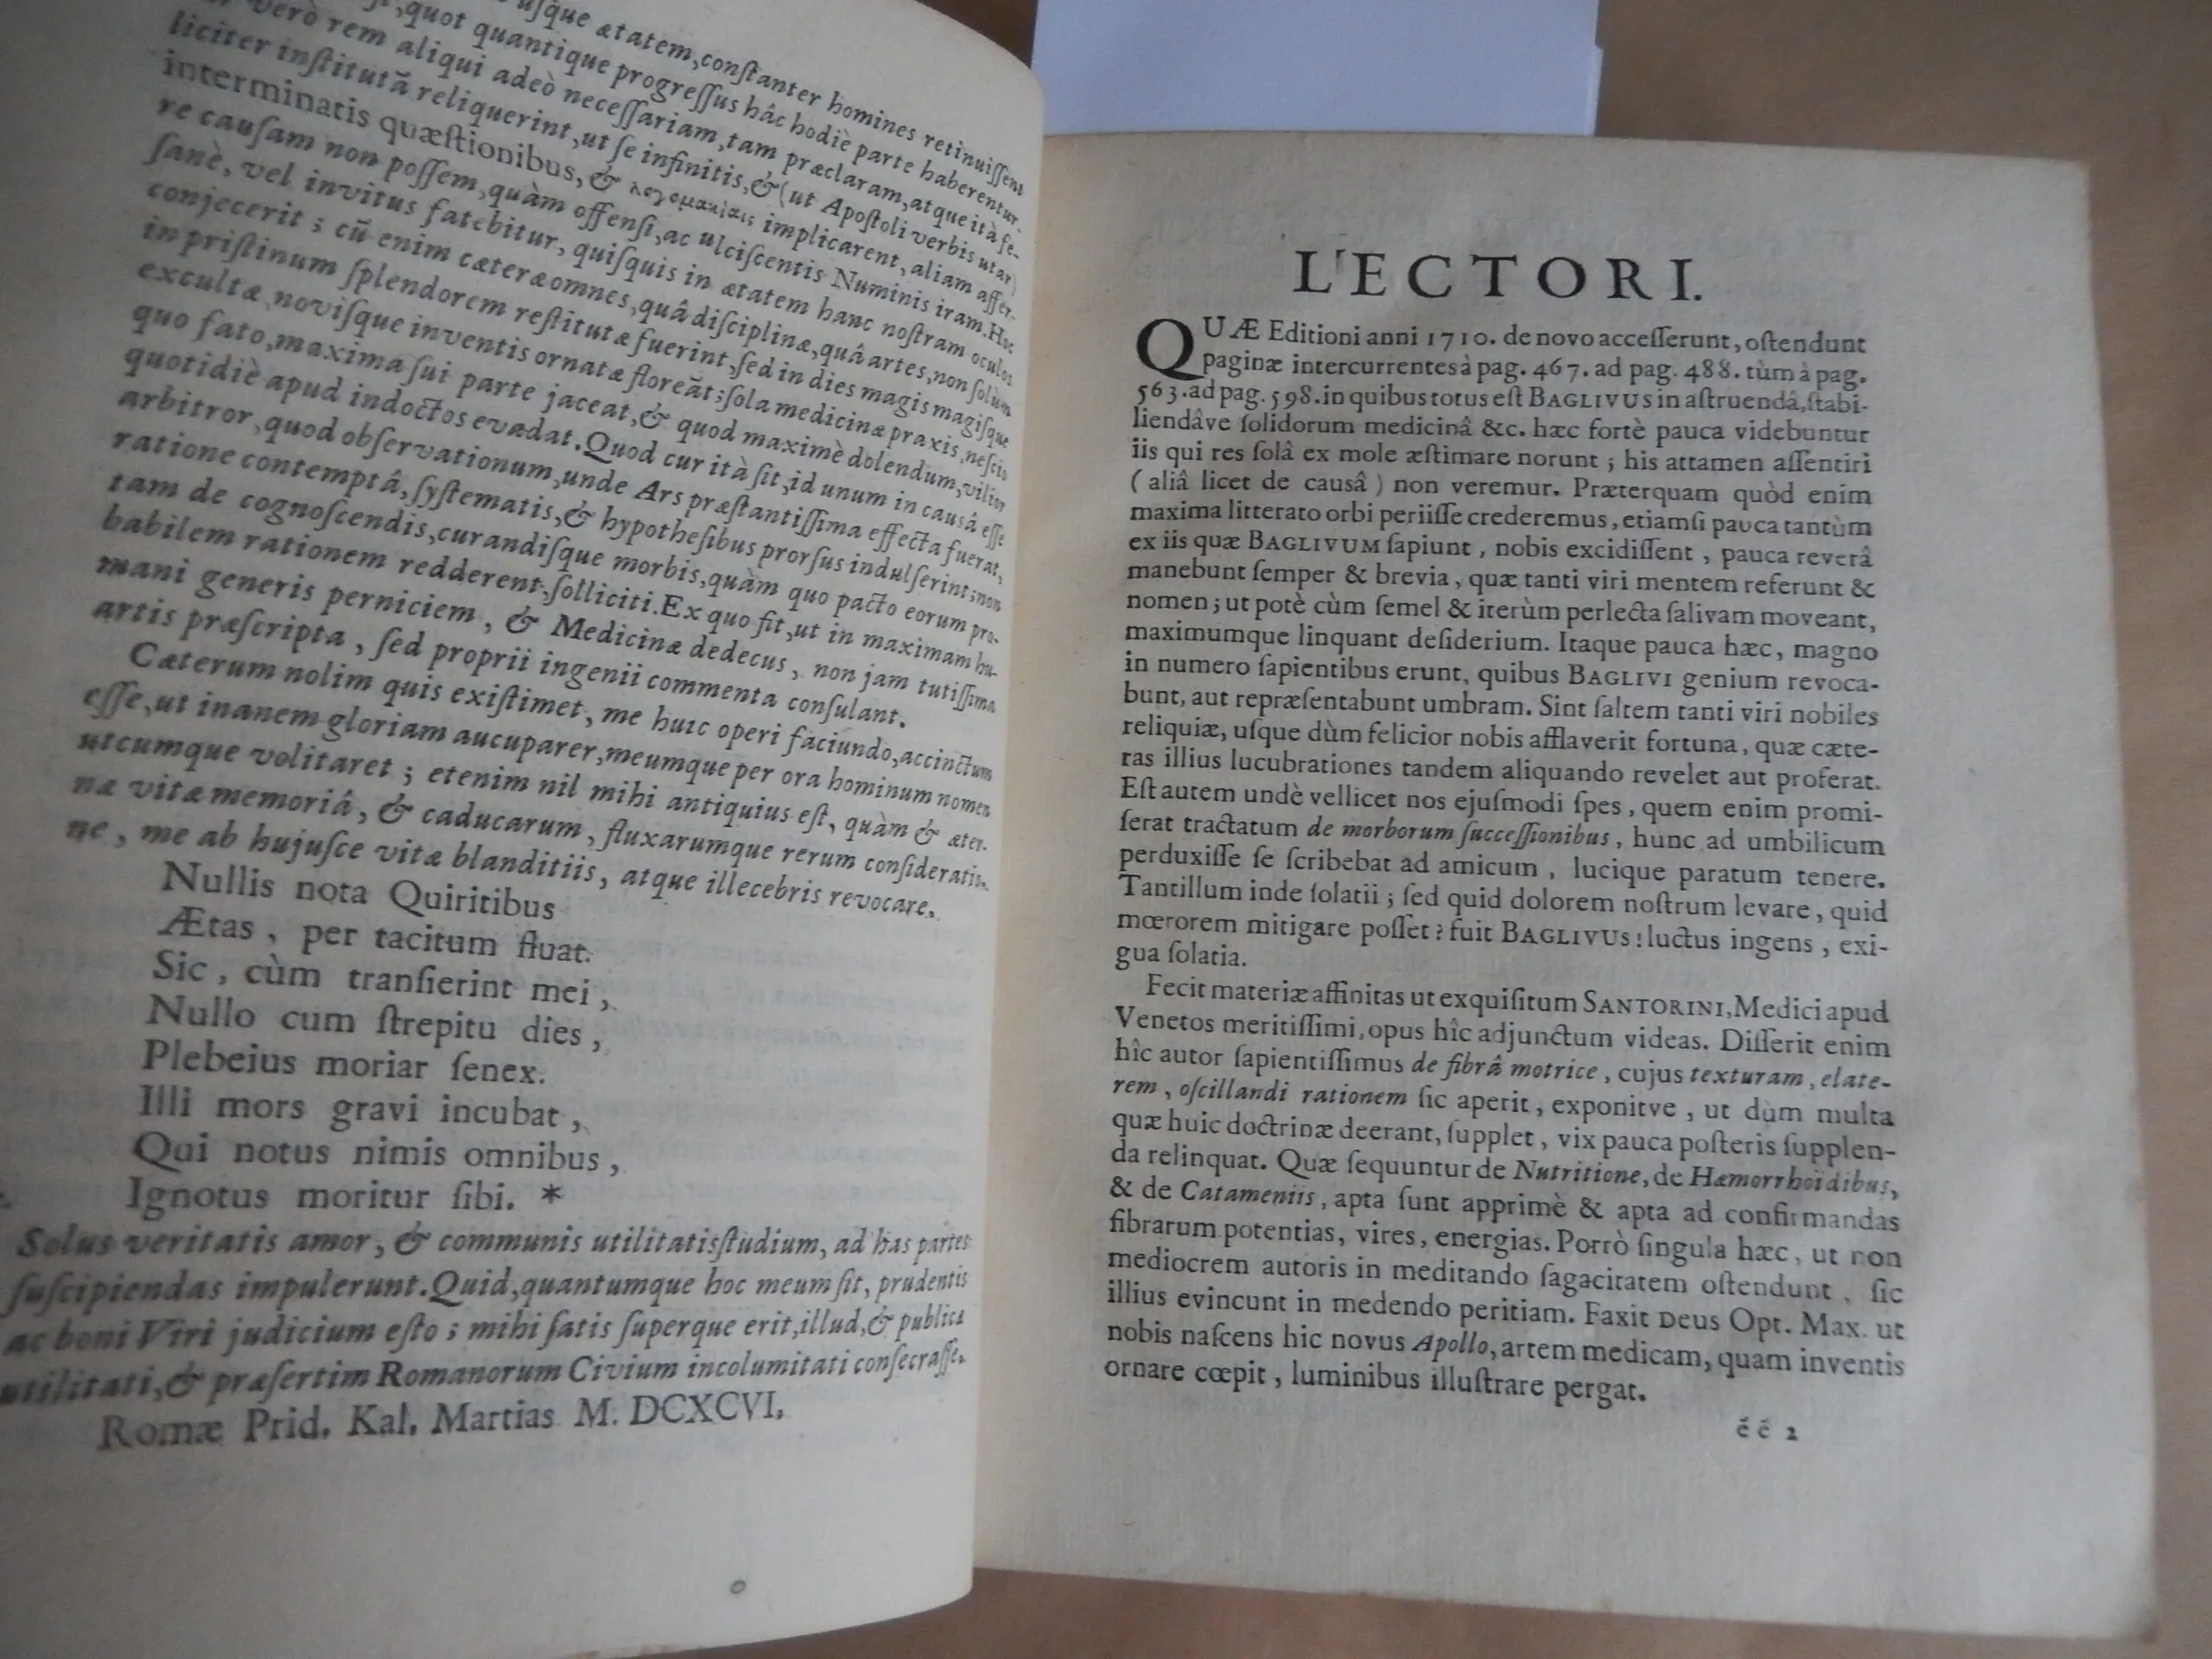 usque ætatem, conſtanter homines retinuiſſent
quot quantique progreſſus hâc hodiè parte haberentur.
verò rem aliqui adeò neceſſariam, tam præclaram, atque ità fe-
liciter inſtitutã reliquerint, ut ſe infinitis, & (ut Apoſtoli verbis utar)
interminatis quæſtionibus, & λογομαχίαις implicarent, aliam affer-
re cauſam non poſſem, quàm offenſi, ac ulciſcentis Numinis iram. Hoc
ſanè, vel invitus fatebitur, quiſquis in ætatem hanc noſtram oculos
conjecerit; cũ enim cæteræ omnes, quâ diſciplinæ, quâ artes, non ſolùm
in priſtinum ſplendorem reſtitutæ fuerint, ſed in dies magis magiſque
excultæ, noviſque inventis ornatæ floreãt; ſola medicinæ praxis, neſcio
quo fato, maxima ſui parte jaceat, & quod maximè dolendum, vilior
quotidiè apud indoctos evadat. Quod cur ità ſit, id unum in causâ eſſe
arbitror, quod obſervationum, unde Ars præſtantiſſima effecta fuerat,
ratione contemptâ, ſyſtematis, & hypotheſibus prorſus indulſerint; non
tam de cognoſcendis, curandiſque morbis, quàm quo pacto eorum pro-
babilem rationem redderent, ſolliciti. Ex quo fit, ut in maximam hu-
mani generis perniciem, & Medicinæ dedecus, non jam tutiſſima
artis præſcripta, ſed proprii ingenii commenta conſulant.
Cæterum nolim quis exiſtimet, me huic operi faciundo, accinctum
eſſe, ut inanem gloriam aucuparer, meumque per ora hominum nomen
utcumque volitaret; etenim nil mihi antiquius eſt, quàm & æter-
næ vitæ memoriâ, & caducarum, fluxarumque rerum conſideratio-
ne, me ab hujuſce vitæ blanditiis, atque illecebris revocare.
Nullis nota Quiritibus
Ætas, per tacitum fluat.
Sic, cùm tranſierint mei,
Nullo cum ſtrepitu dies,
Plebeius moriar ſenex.
Illi mors gravi incubat,
Qui notus nimis omnibus,
Ignotus moritur ſibi. *
Solus veritatis amor, & communis utilitatis ſtudium, ad has partes
ſuſcipiendas impulerunt. Quid, quantumque hoc meum ſit, prudentis
ac boni Viri judicium eſto; mihi ſatis ſuperque erit, illud, & publicæ
utilitati, & præſertim Romanorum Civium incolumitati conſecraſſe.
Romæ Prid. Kal. Martias M. DCXCVI.
LECTORI.
QUÆ Editioni anni 1710. de novo acceſſerunt, oſtendunt
paginæ intercurrentes à pag. 467. ad pag. 488. tùm à pag.
563. ad pag. 598. in quibus totus eſt BAGLIVUS in aſtruendâ, ſtabi-
liendâve ſolidorum medicinâ &c. hæc fortè pauca videbuntur
iis qui res ſolâ ex mole æſtimare norunt; his attamen aſſentiri
(aliâ licet de causâ) non veremur. Præterquam quòd enim
maxima litterato orbi periiſſe crederemus, etiamſi pauca tantùm
ex iis quæ BAGLIVUM ſapiunt, nobis excidiſſent, pauca reverâ
manebunt ſemper & brevia, quæ tanti viri mentem referunt &
nomen; ut potè cùm ſemel & iterùm perlecta ſalivam moveant,
maximumque linquant deſiderium. Itaque pauca hæc, magno
in numero ſapientibus erunt, quibus BAGLIVI genium revoca-
bunt, aut repræſentabunt umbram. Sint ſaltem tanti viri nobiles
reliquiæ, uſque dùm felicior nobis afflaverit fortuna, quæ cæte-
ras illius lucubrationes tandem aliquando revelet aut proferat.
Eſt autem undè vellicet nos ejuſmodi ſpes, quem enim promi-
ſerat tractatum de morborum ſucceſſionibus, hunc ad umbilicum
perduxiſſe ſe ſcribebat ad amicum, lucique paratum tenere.
Tantillum inde ſolatii; ſed quid dolorem noſtrum levare, quid
mœrorem mitigare poſſet? fuit BAGLIVUS! luctus ingens, exi-
gua ſolatia.
Fecit materiæ affinitas ut exquiſitum SANTORINI, Medici apud
Venetos meritiſſimi, opus hîc adjunctum videas. Diſſerit enim
hîc autor ſapientiſſimus de fibrâ motrice, cujus texturam, elate-
rem, oſcillandi rationem ſic aperit, exponitve, ut dùm multa
quæ huic doctrinæ deerant, ſupplet, vix pauca poſteris ſupplen-
da relinquat. Quæ ſequuntur de Nutritione, de Hæmorrhoidibus,
& de Catameniis, apta ſunt apprimè & apta ad confirmandas
fibrarum potentias, vires, energias. Porrò ſingula hæc, ut non
mediocrem autoris in meditando ſagacitatem oſtendunt, ſic
illius evincunt in medendo peritiam. Faxit DEUS Opt. Max. ut
nobis naſcens hic novus Apollo, artem medicam, quam inventis
ornare cœpit, luminibus illuſtrare pergat.
é é 2